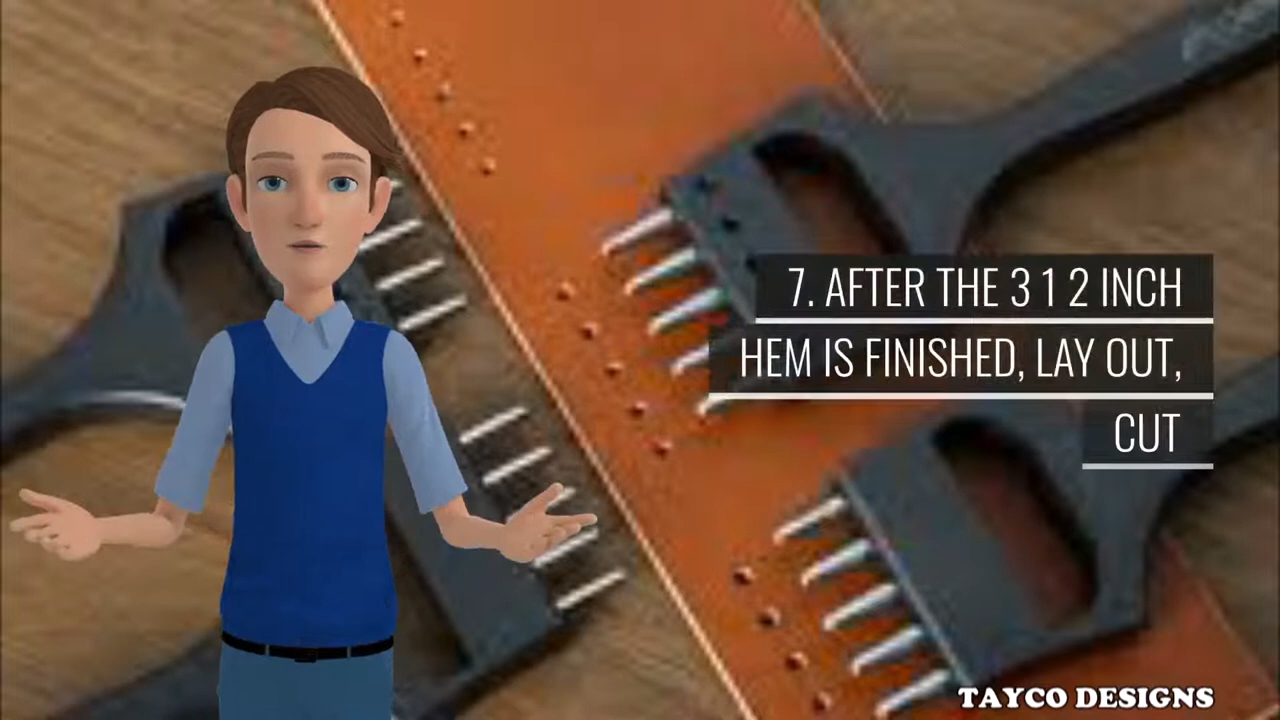 7. AFTER THE 3 1 2 INCH
HEM IS FINISHED, LAY OUT,
CUT
TAYCO DESIGNS